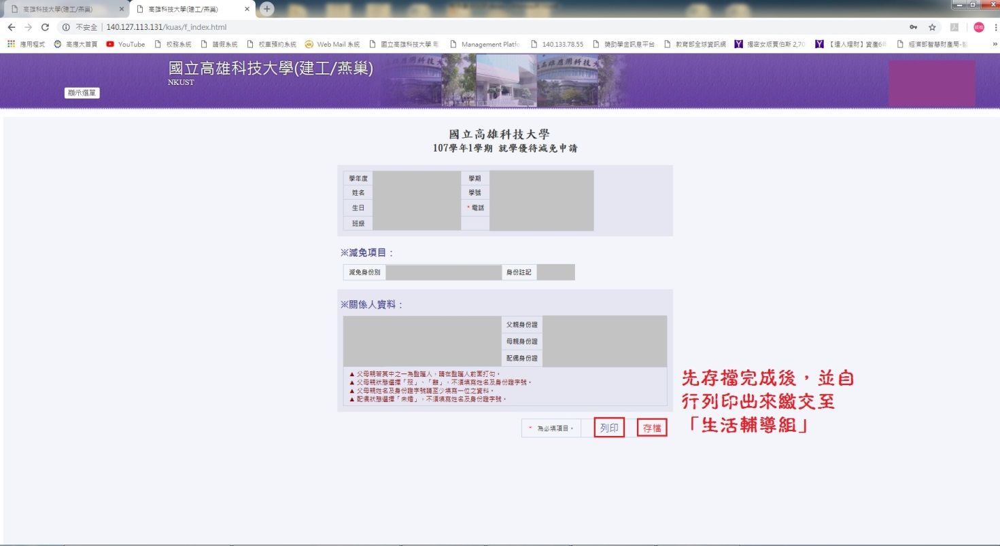 高雄科技大學(建工/燕巢)
高雄科技大學(建工/燕巢)
不安全 | 140.127.113.131/kuas/f_index.html
應用程式 高應大首頁 YouTube 校務系統 請假系統 校車預約系統 Web Mail 系統 國立高雄科技大學 Management Platfo 140.133.78.55 獎助學金訊息平台 教育部全球資訊網 揭密女版賈伯斯 2,70 【達人理財】資產6年 經濟部智慧財產局- »
國立高雄科技大學(建工/燕巢)
NKUST
顯示選單
國立高雄科技大學
107學年1學期 就學優待減免申請
學年度 學期
姓名 學號
生日 * 電話
班級
※減免項目：
減免身份別 身份註記
※關係人資料：
父親身份證
母親身份證
配偶身份證
▲ 父母親若其中之一為監護人，請在監護人前面打勾。
▲ 父母親狀態選擇「歿」、「離」，不須填寫姓名及身份證字號。
▲ 父母親姓名及身份證字號請至少填寫一位之資料。
▲ 配偶狀態選擇「未婚」，不須填寫姓名及身份證字號。
* 為必填項目。 列印 存檔
先存檔完成後，並自
行列印出來繳交至
「生活輔導組」